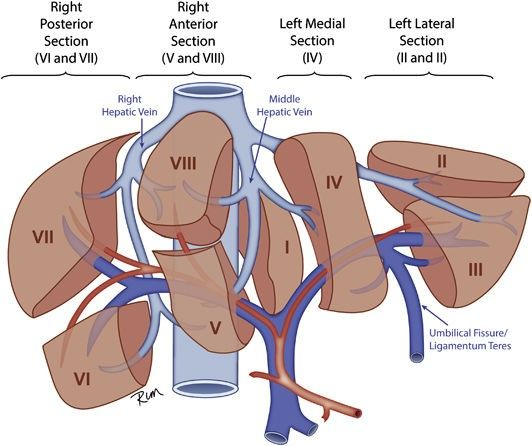 Right
Posterior
Section
(VI and VII)
Right
Anterior
Section
(V and VIII)
Left Medial
Section
(IV)
Left Lateral
Section
(II and II)
Right
Hepatic Vein
Middle
Hepatic Vein
II
VIII
IV
VII
I
III
V
VI
Umbilical Fissure/
Ligamentum Teres
Rum